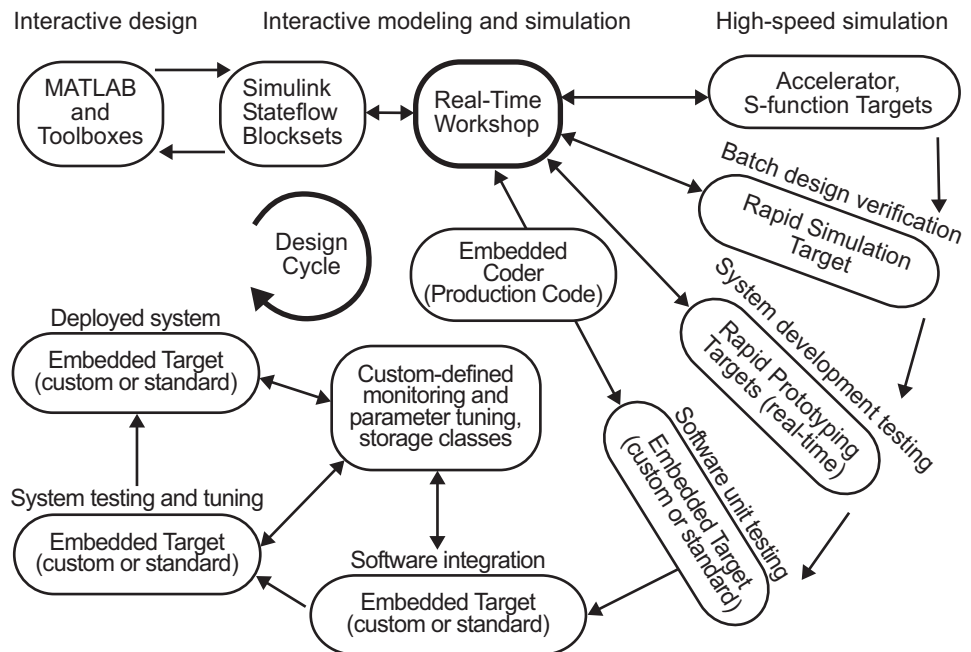 Interactive design
Interactive modeling and simulation
High-speed simulation
MATLAB
and
Toolboxes
Simulink
Stateflow
Blocksets
Real-Time
Workshop
Accelerator,
S-function Targets
Batch design verification
Rapid Simulation
Target
System development testing
Rapid Prototyping
Targets (real-time)
Design
Cycle
Embedded
Coder
(Production Code)
Software unit testing
Embedded Target
(custom or standard)
Deployed system
Embedded Target
(custom or standard)
Custom-defined
monitoring and
parameter tuning,
storage classes
System testing and tuning
Embedded Target
(custom or standard)
Software integration
Embedded Target
(custom or standard)